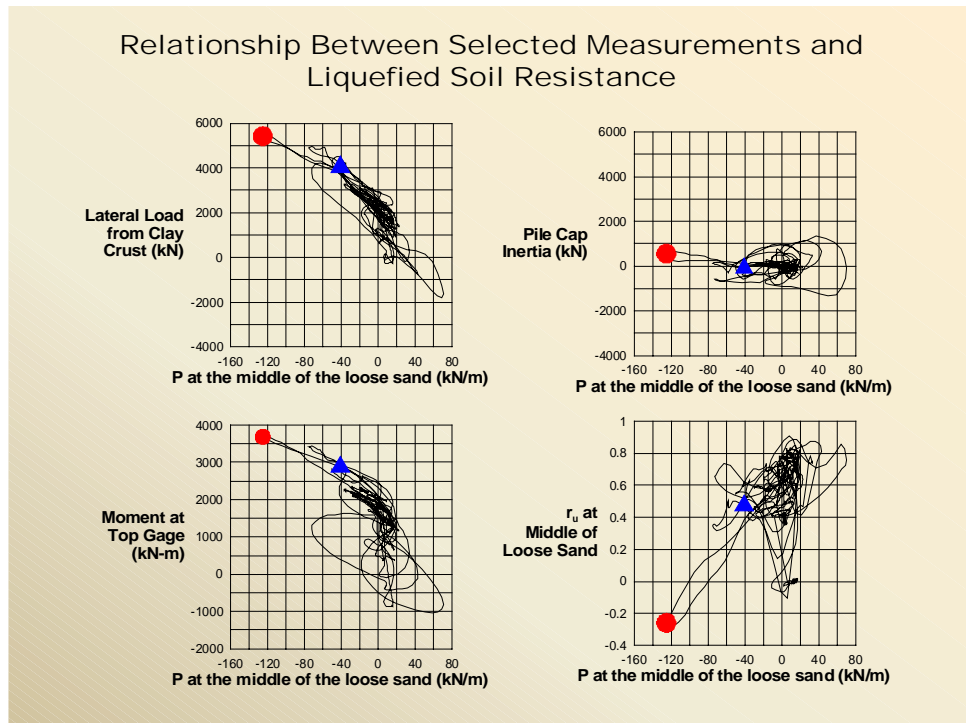 Relationship Between Selected Measurements and
Liquefied Soil Resistance
6000
4000
2000
0
-2000
-4000
Lateral Load
from Clay
Crust (kN)
-160 -120 -80 -40 0 40 80
P at the middle of the loose sand (kN/m)
6000
4000
2000
0
-2000
-4000
Pile Cap
Inertia (kN)
-160 -120 -80 -40 0 40 80
P at the middle of the loose sand (kN/m)
4000
3000
2000
1000
0
-1000
-2000
Moment at
Top Gage
(kN-m)
-160 -120 -80 -40 0 40 80
P at the middle of the loose sand (kN/m)
1
0.8
0.6
0.4
0.2
0
-0.2
-0.4
ru at
Middle of
Loose Sand
-160 -120 -80 -40 0 40 80
P at the middle of the loose sand (kN/m)